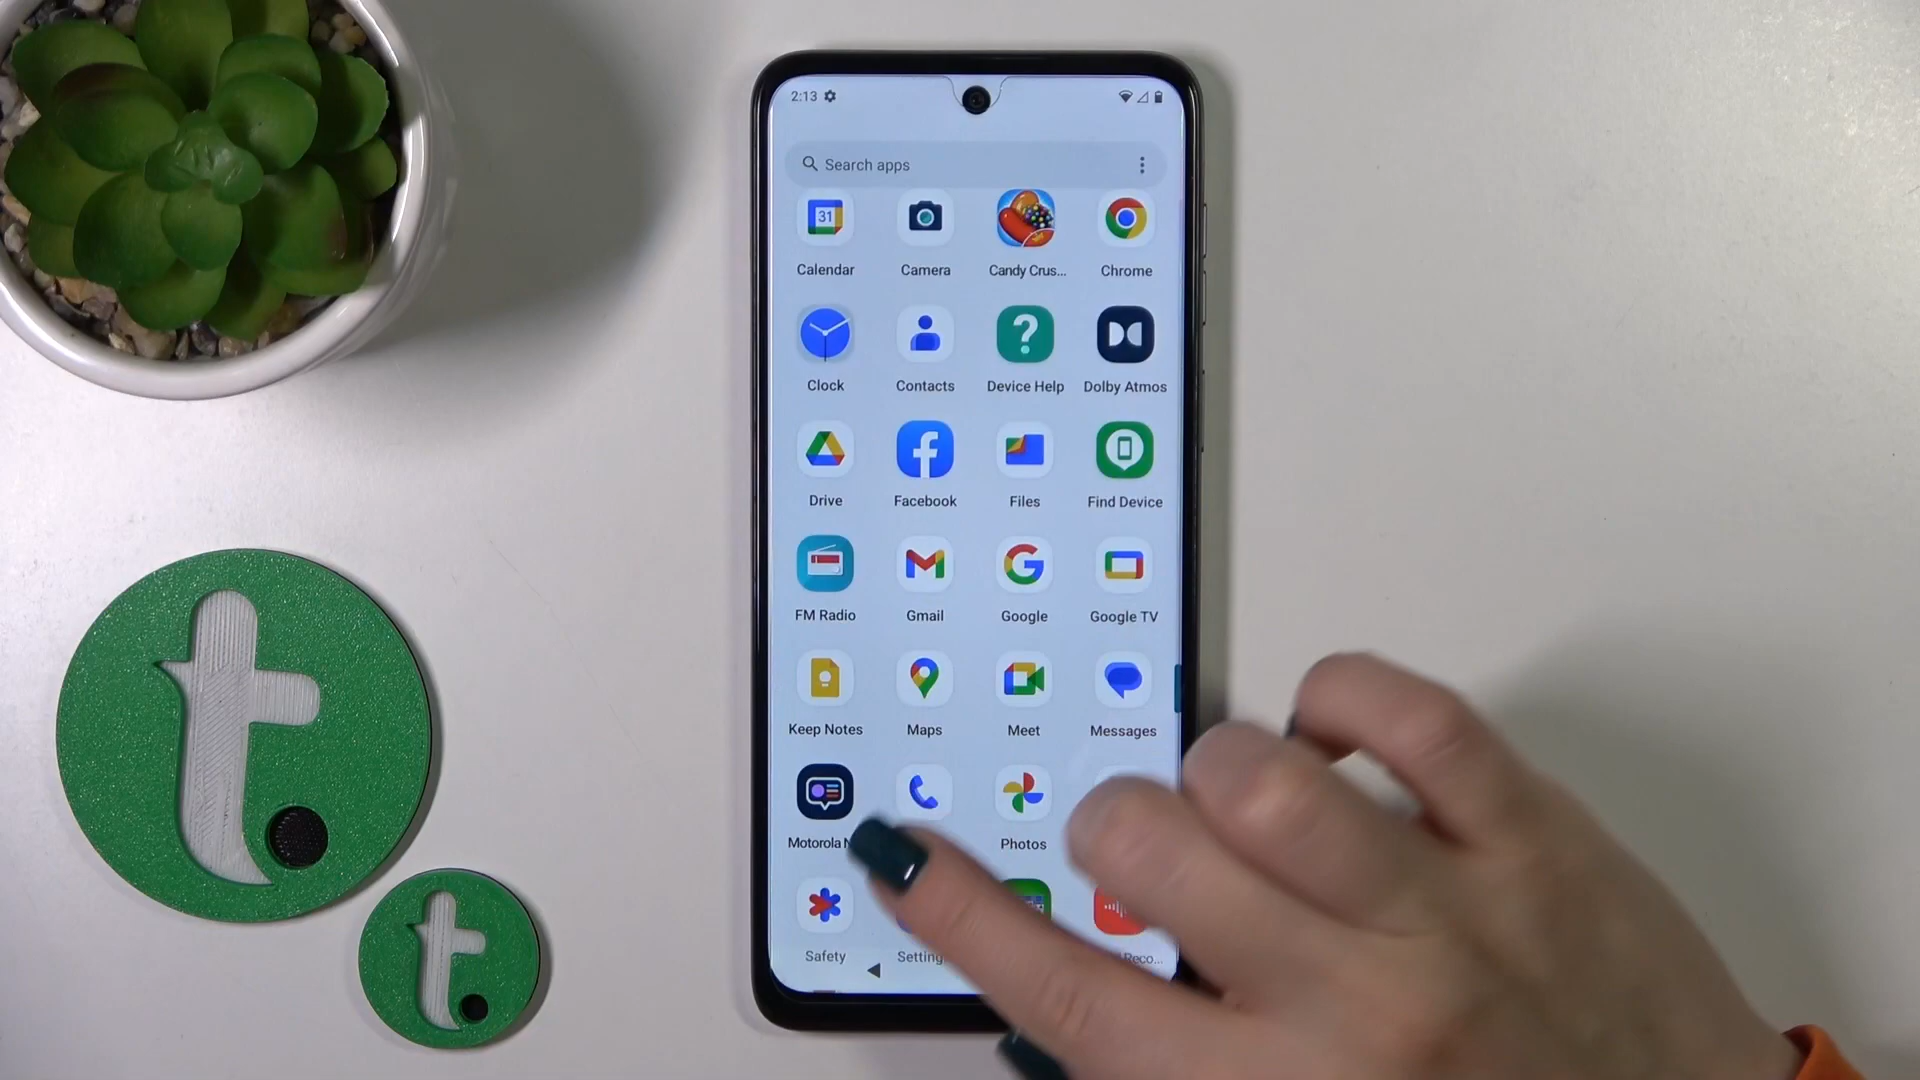 2:13
Search apps
31
Calendar Camera Candy Crus... Chrome
Clock Contacts Device Help Dolby Atmos
Drive Facebook Files Find Device
FM Radio Gmail Google Google TV
Keep Notes Maps Meet Messages
Motorola Photos
Safety Reco...
t
t